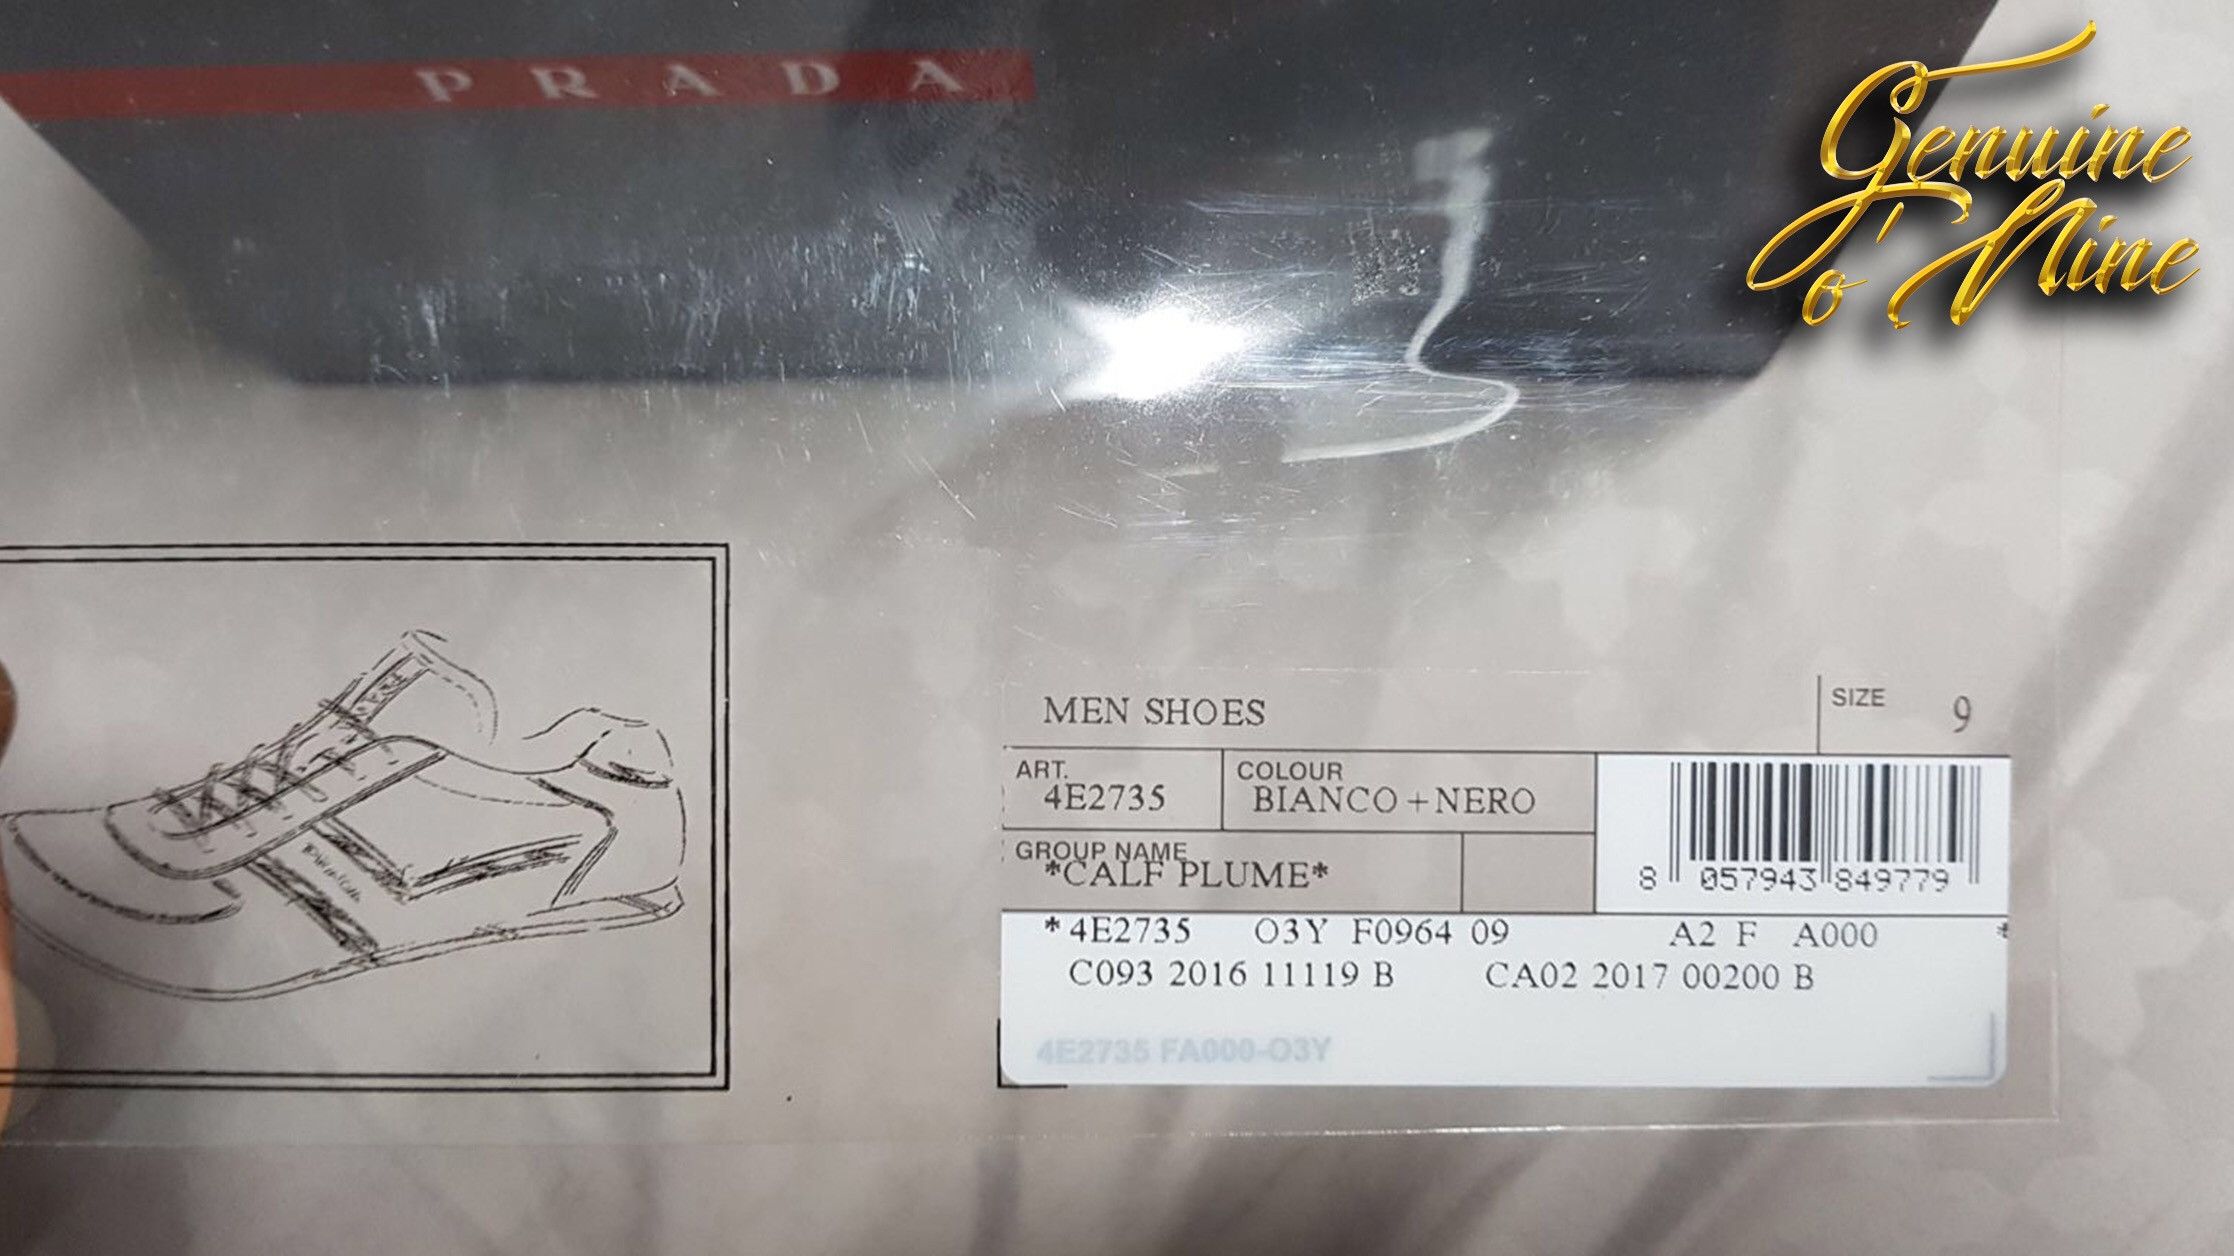 PRADA
Genuine
o' Nine
MEN SHOES
SIZE 9
ART.
4E2735
COLOUR
BIANCO+NERO
GROUP NAME
*CALF PLUME*
8 057943 849779
*4E2735 O3Y F0964 09 A2 F A000 *
C093 2016 11119 B CA02 2017 00200 B
4E2735 FA000-O3Y